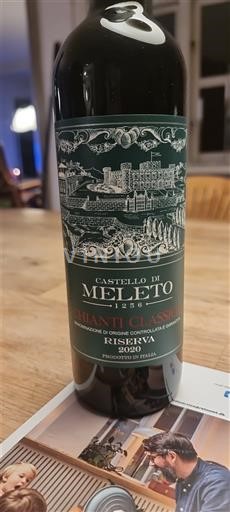 CASTELLO DI
MELETO
1256
CHIANTI CLASSICO
DENOMINAZIONE DI ORIGINE CONTROLLATA E GARANTITA
RISERVA
2020
PRODOTTO IN ITALIA